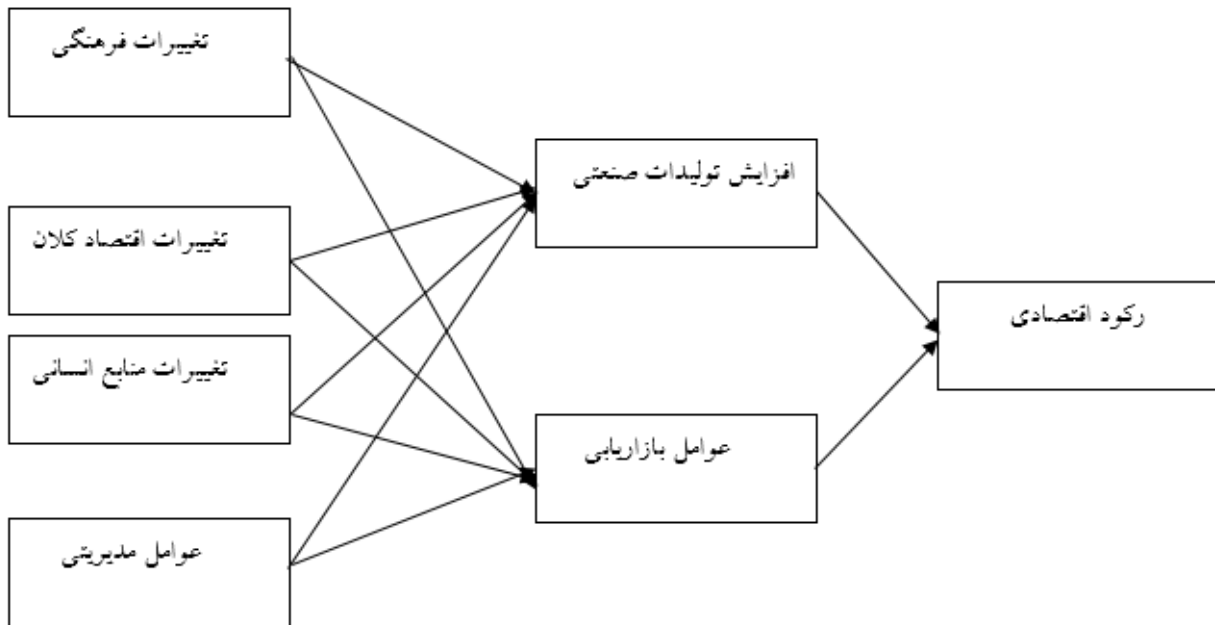 تغییرات فرهنگی
تغییرات اقتصاد کلان
تغییرات منابع انسانی
عوامل مدیریتی
افزایش تولیدات صنعتی
عوامل بازاریابی
رکود اقتصادی